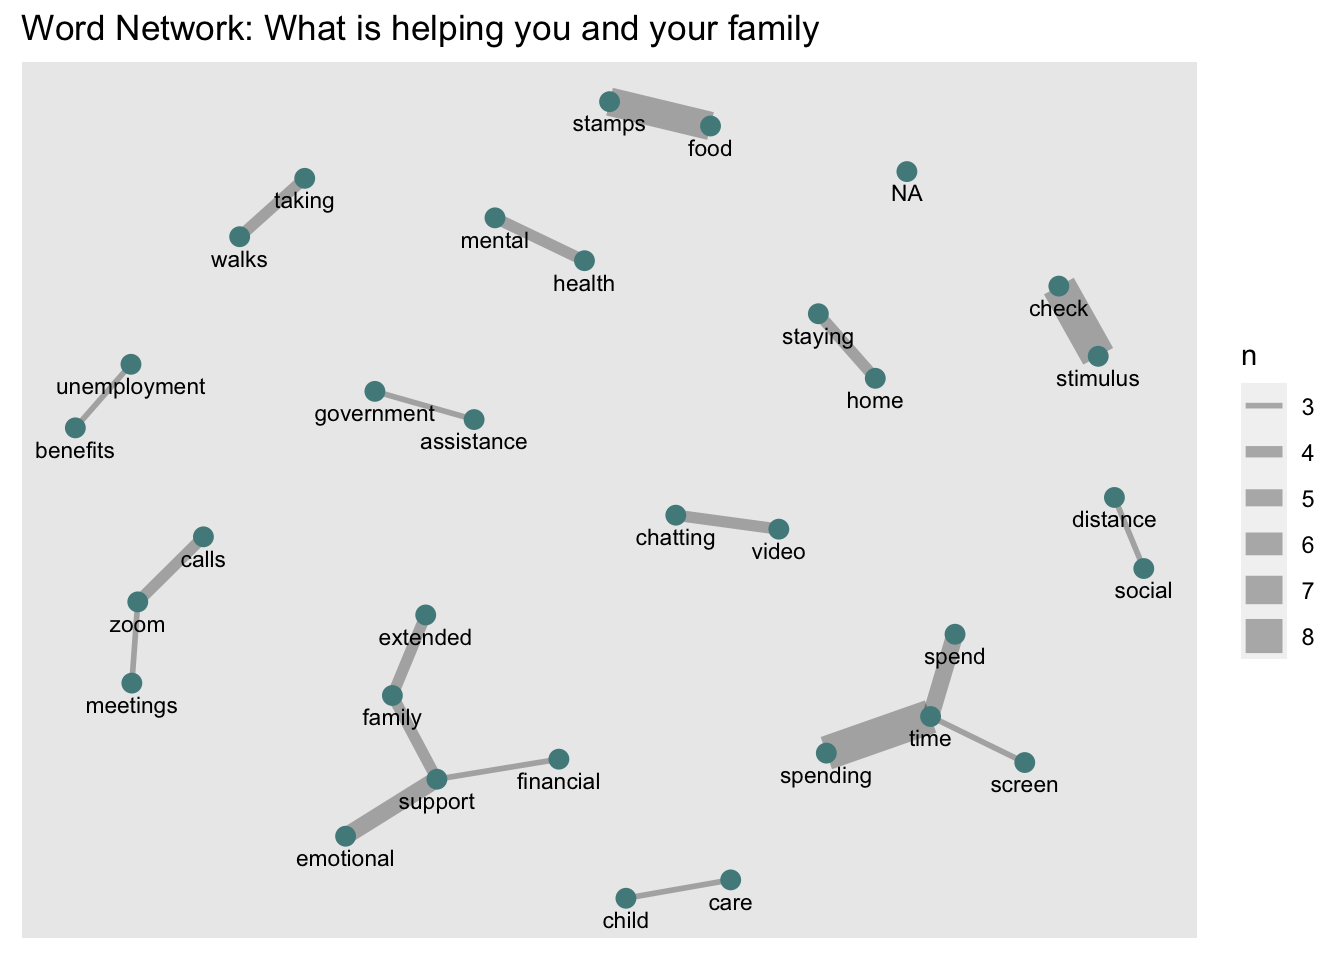 Word Network: What is helping you and your family
stamps
food
NA
taking
walks
mental
health
check
staying
stimulus
home
unemployment
government
benefits
assistance
n
3
4
5
6
7
8
distance
chatting
video
calls
social
zoom
extended
spend
meetings
family
time
financial
spending
screen
support
emotional
care
child